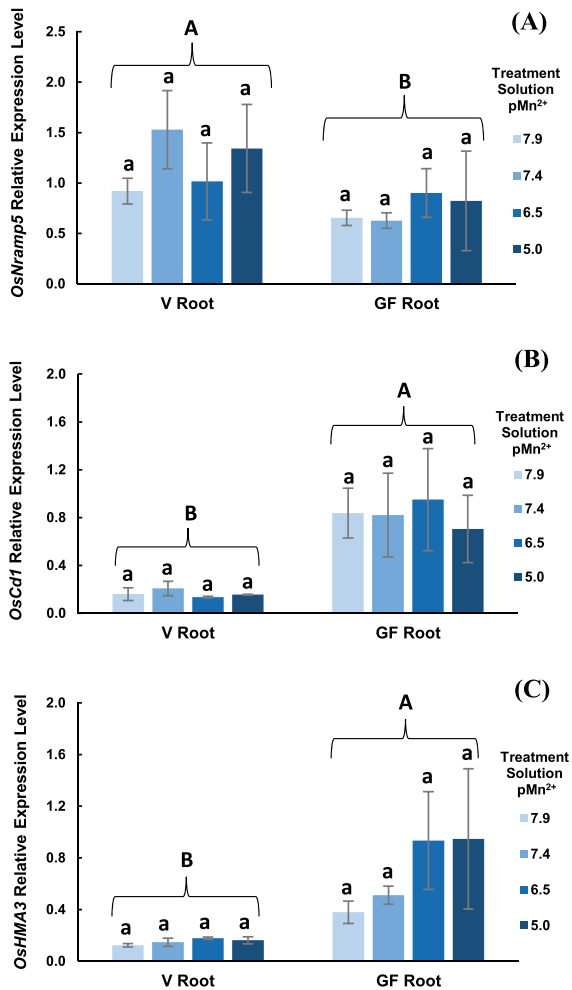 (A)
OsNramp5 Relative Expression Level
2.5
2.0
1.5
1.0
0.5
0.0
A
B
a a a a
a a a a
V Root
GF Root
Treatment
Solution
pMn²⁺
7.9
7.4
6.5
5.0
(B)
OsCd1 Relative Expression Level
2.0
1.6
1.2
0.8
0.4
0.0
B
A
a a a a
a a a a
V Root
GF Root
Treatment
Solution
pMn²⁺
7.9
7.4
6.5
5.0
(C)
OsHMA3 Relative Expression Level
2.0
1.6
1.2
0.8
0.4
0.0
B
A
a a a a
a a a a
V Root
GF Root
Treatment
Solution
pMn²⁺
7.9
7.4
6.5
5.0